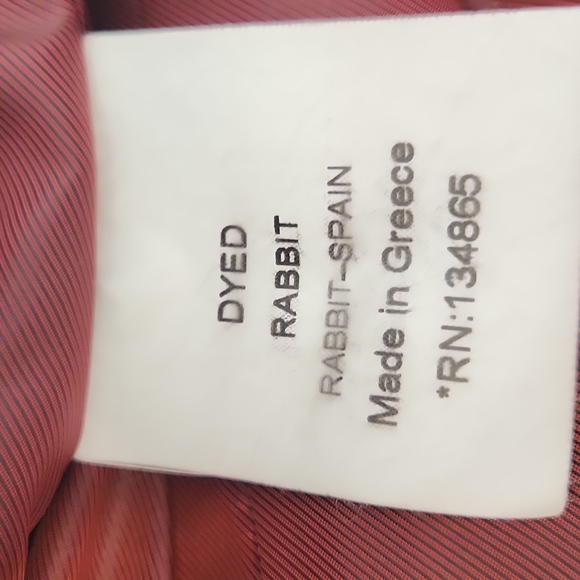 DYED
RABBIT
RABBIT-SPAIN
Made in Greece
*RN:134865